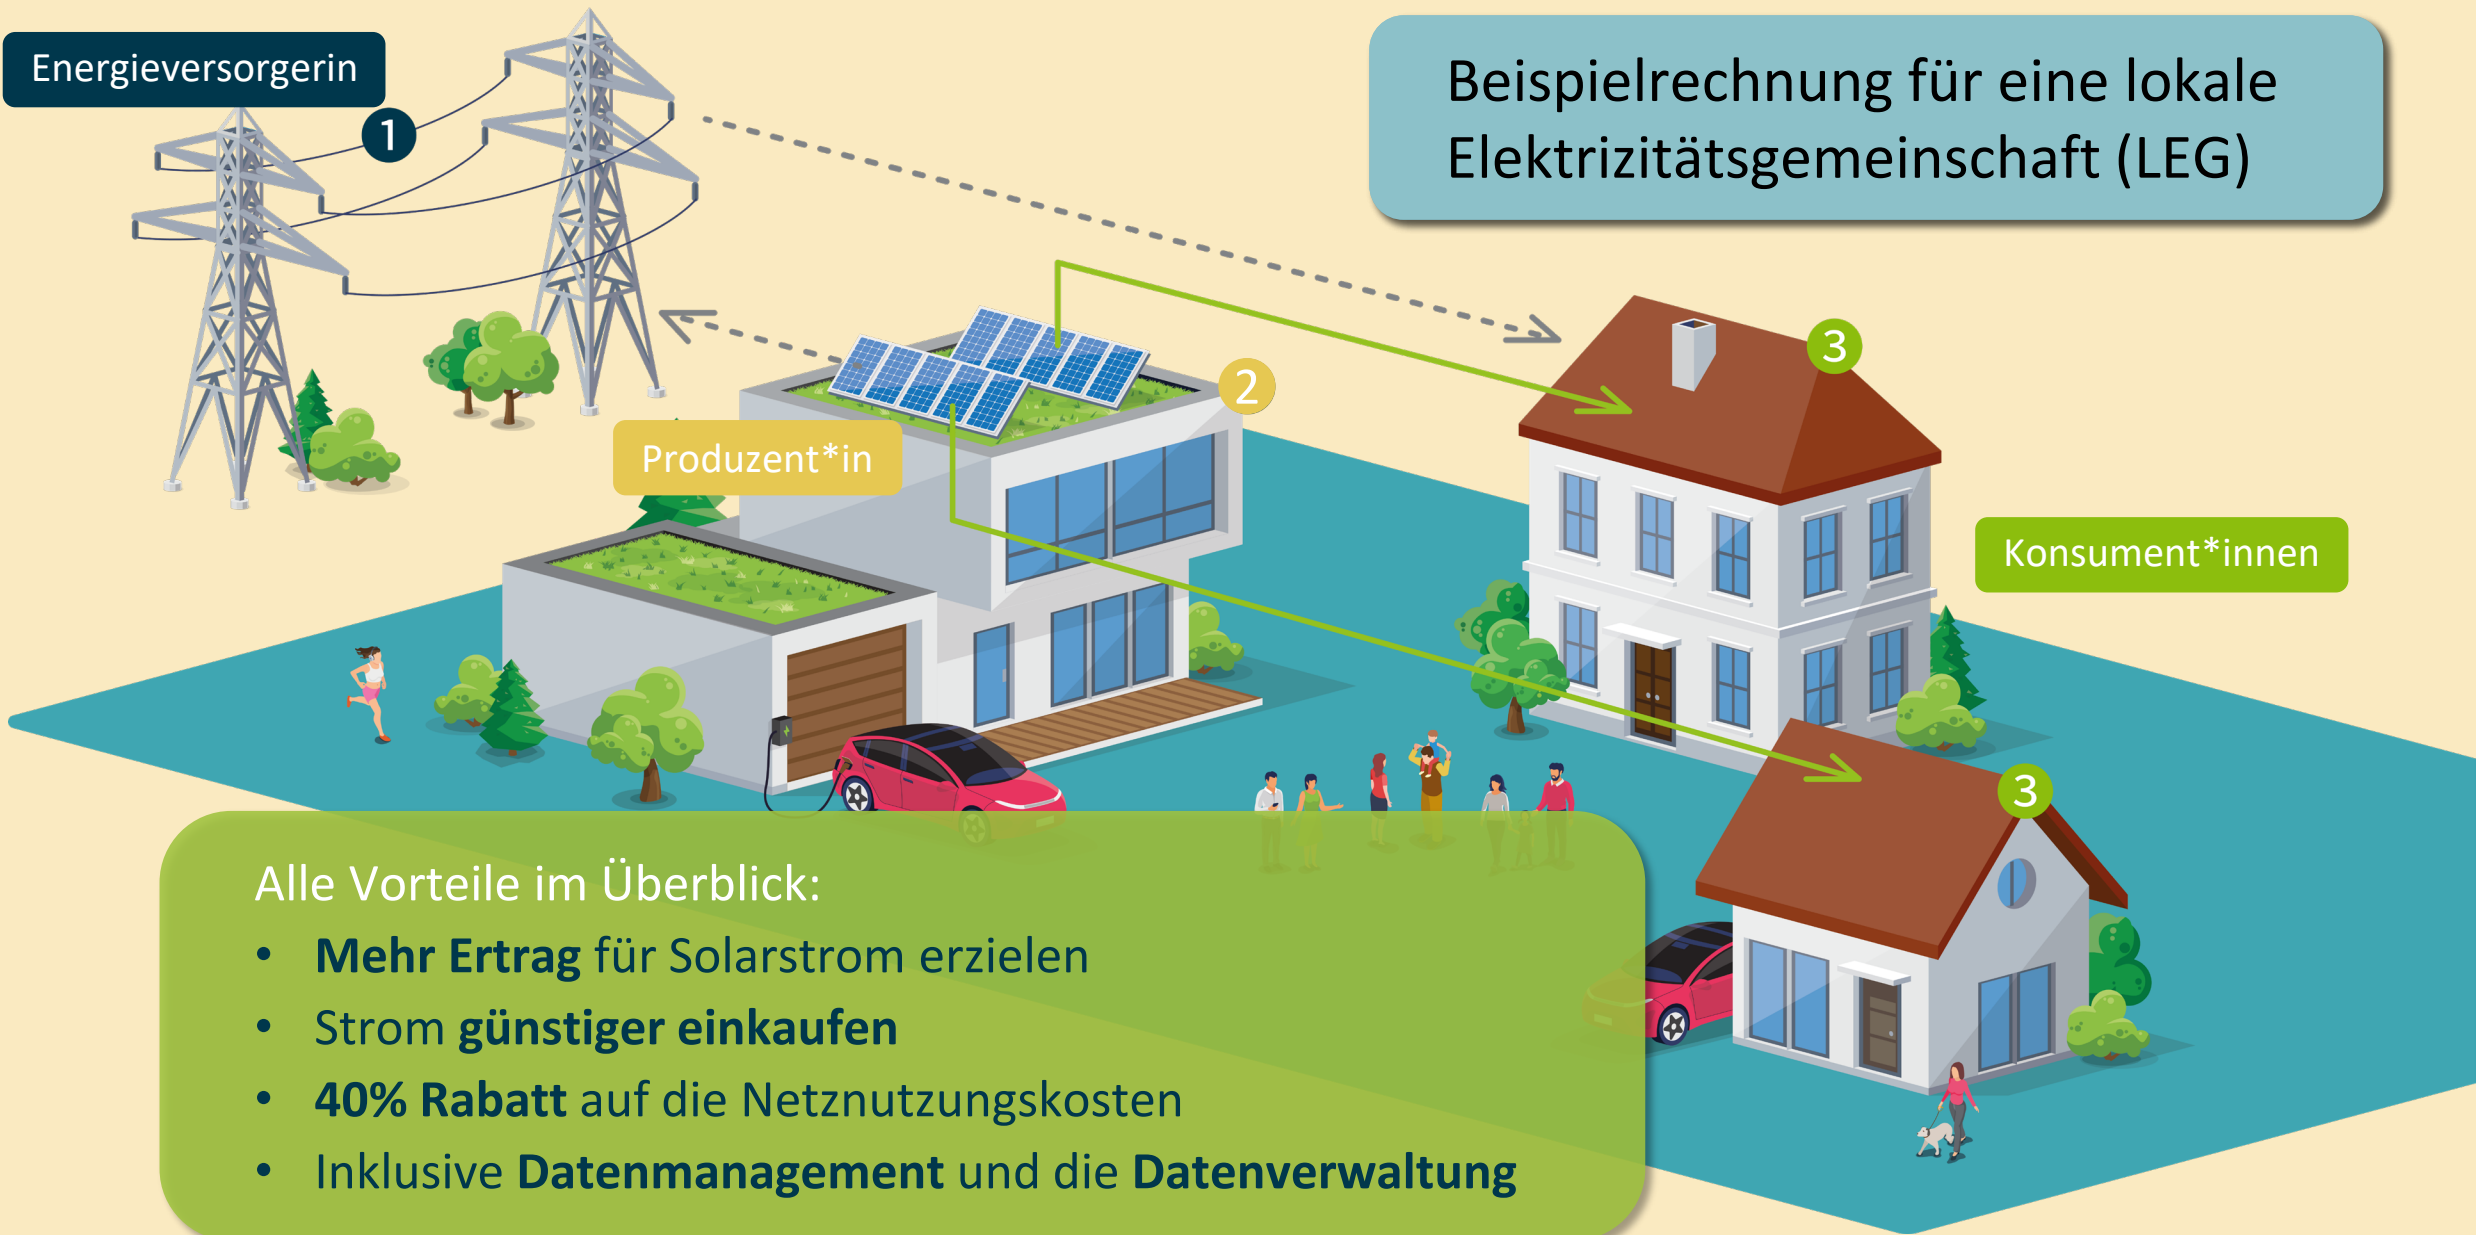 Energieversorgerin
1
Beispielrechnung für eine lokale
Elektrizitätsgemeinschaft (LEG)
3
2
Produzent*in
Konsument*innen
3
Alle Vorteile im Überblick:
• Mehr Ertrag für Solarstrom erzielen
• Strom günstiger einkaufen
• 40% Rabatt auf die Netznutzungskosten
• Inklusive Datenmanagement und die Datenverwaltung